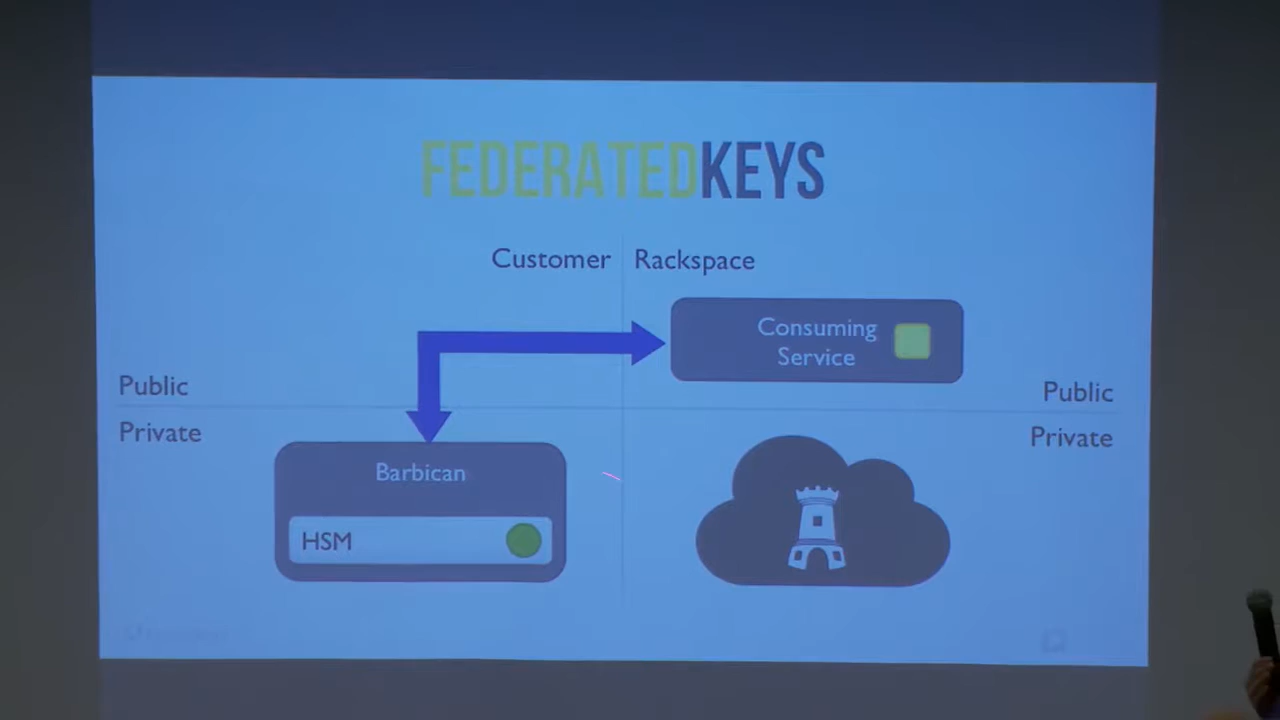 FEDERATEDKEYS
Customer
Rackspace
Consuming
Service
Public
Public
Private
Private
Barbican
HSM